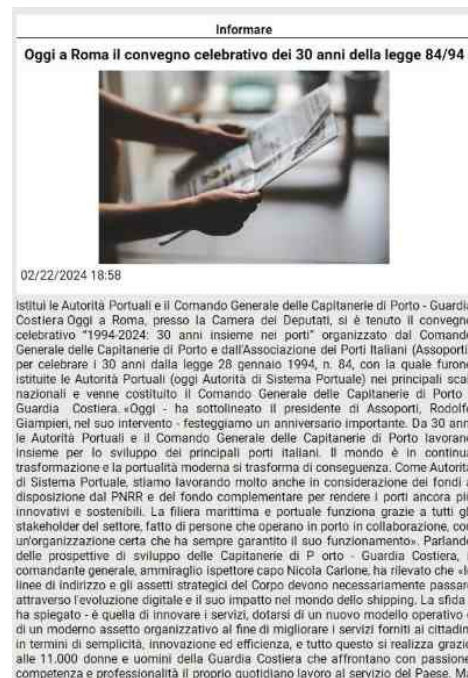 Informare
Oggi a Roma il convegno celebrativo dei 30 anni della legge 84/94
02/22/2024 18:58
Istituì le Autorità Portuali e il Comando Generale delle Capitanerie di Porto - Guardia
Costiera Oggi a Roma, presso la Camera dei Deputati, si è tenuto il convegno
celebrativo "1994-2024: 30 anni insieme nei porti" organizzato dal Comando
Generale delle Capitanerie di Porto e dall'Associazione dei Porti Italiani (Assoporti)
per celebrare i 30 anni dalla legge 28 gennaio 1994, n. 84, con la quale furono
istituite le Autorità Portuali (oggi Autorità di Sistema Portuale) nei principali scal
nazionali e venne costituito il Comando Generale delle Capitanerie di Porto
Guardia Costiera. «Oggi - ha sottolineato il presidente di Assoporti, Rodolfo
Giampieri, nel suo intervento - festeggiamo un anniversario importante. Da 30 ann
le Autorità Portuali e il Comando Generale delle Capitanerie di Porto lavoran
insieme per lo sviluppo dei principali porti italiani. Il mondo è in continua
trasformazione e la portualità moderna si trasforma di conseguenza. Come Autorità
di Sistema Portuale, stiamo lavorando molto anche in considerazione dei fondi a
disposizione dal PNRR e del fondo complementare per rendere i porti ancora più
innovativi e sostenibili. La filiera marittima e portuale funziona grazie a tutti gl
stakeholder del settore, fatto di persone che operano in porto in collaborazione, con
un'organizzazione certa che ha sempre garantito il suo funzionamento». Parlando
delle prospettive di sviluppo delle Capitanerie di P orto - Guardia Costiera,
comandante generale, ammiraglio ispettore capo Nicola Carlone, ha rilevato che «le
linee di indirizzo e gli assetti strategici del Corpo devono necessariamente passare
attraverso l'evoluzione digitale e il suo impatto nel mondo dello shipping. La sfida -
ha spiegato - è quella di innovare i servizi, dotarsi di un nuovo modello operativo e
di un moderno assetto organizzativo al fine di migliorare i servizi forniti ai cittadini
in termini di semplicità, innovazione ed efficienza, e tutto questo si realizza grazie
alle 11.000 donne e uomini della Guardia Costiera che affrontano con passione,
competenza e professionalità il proprio quotidiano lavoro al servizio del Paese. Ma